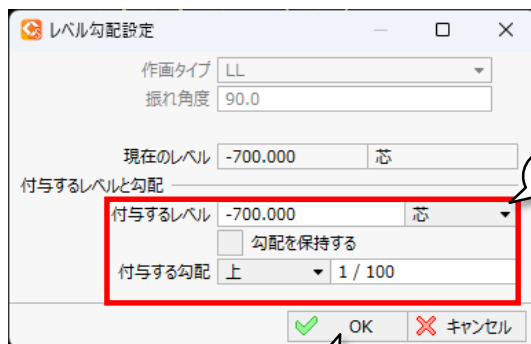 レベル勾配設定
作画タイプ LL
振れ角度 90.0
現在のレベル -700.000 芯
付与するレベルと勾配
付与するレベル -700.000 芯
勾配を保持する
付与する勾配 上 1 / 100
OK キャンセル